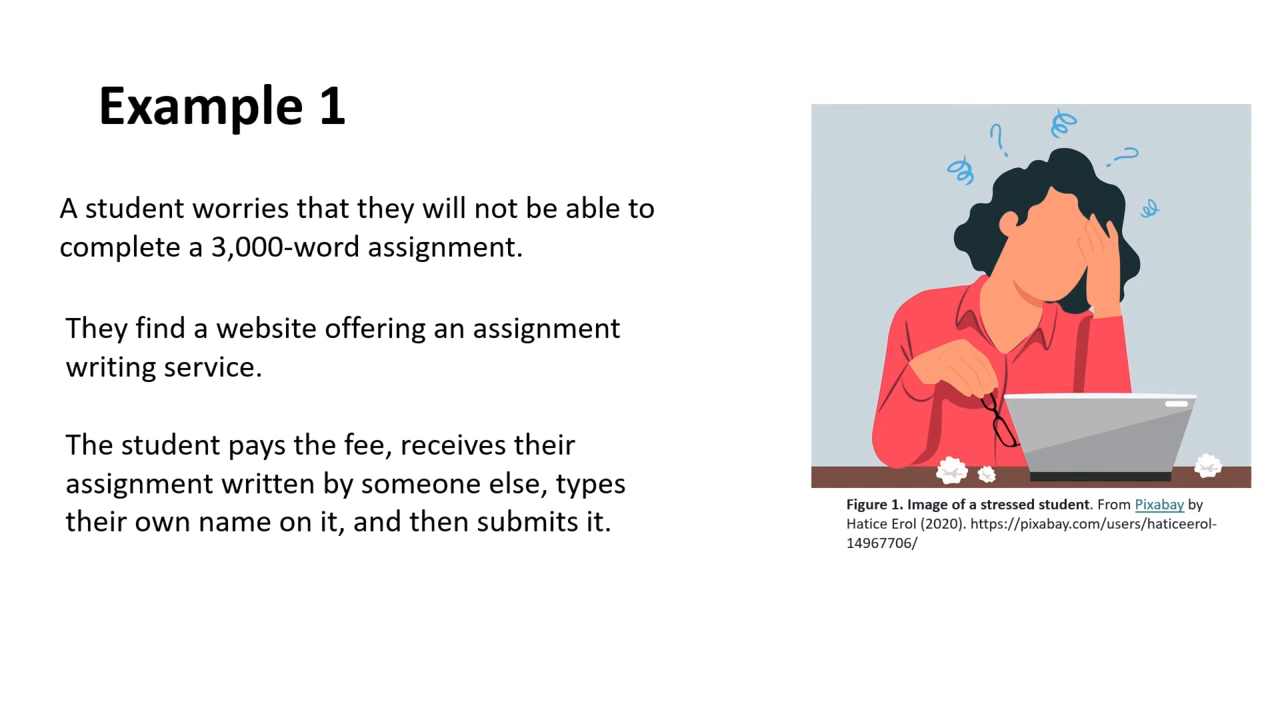 Example 1
A student worries that they will not be able to
complete a 3,000-word assignment.
They find a website offering an assignment
writing service.
The student pays the fee, receives their
assignment written by someone else, types
their own name on it, and then submits it.
Figure 1. Image of a stressed student. From Pixabay by
Hatice Erol (2020). https://pixabay.com/users/haticeerol-
14967706/